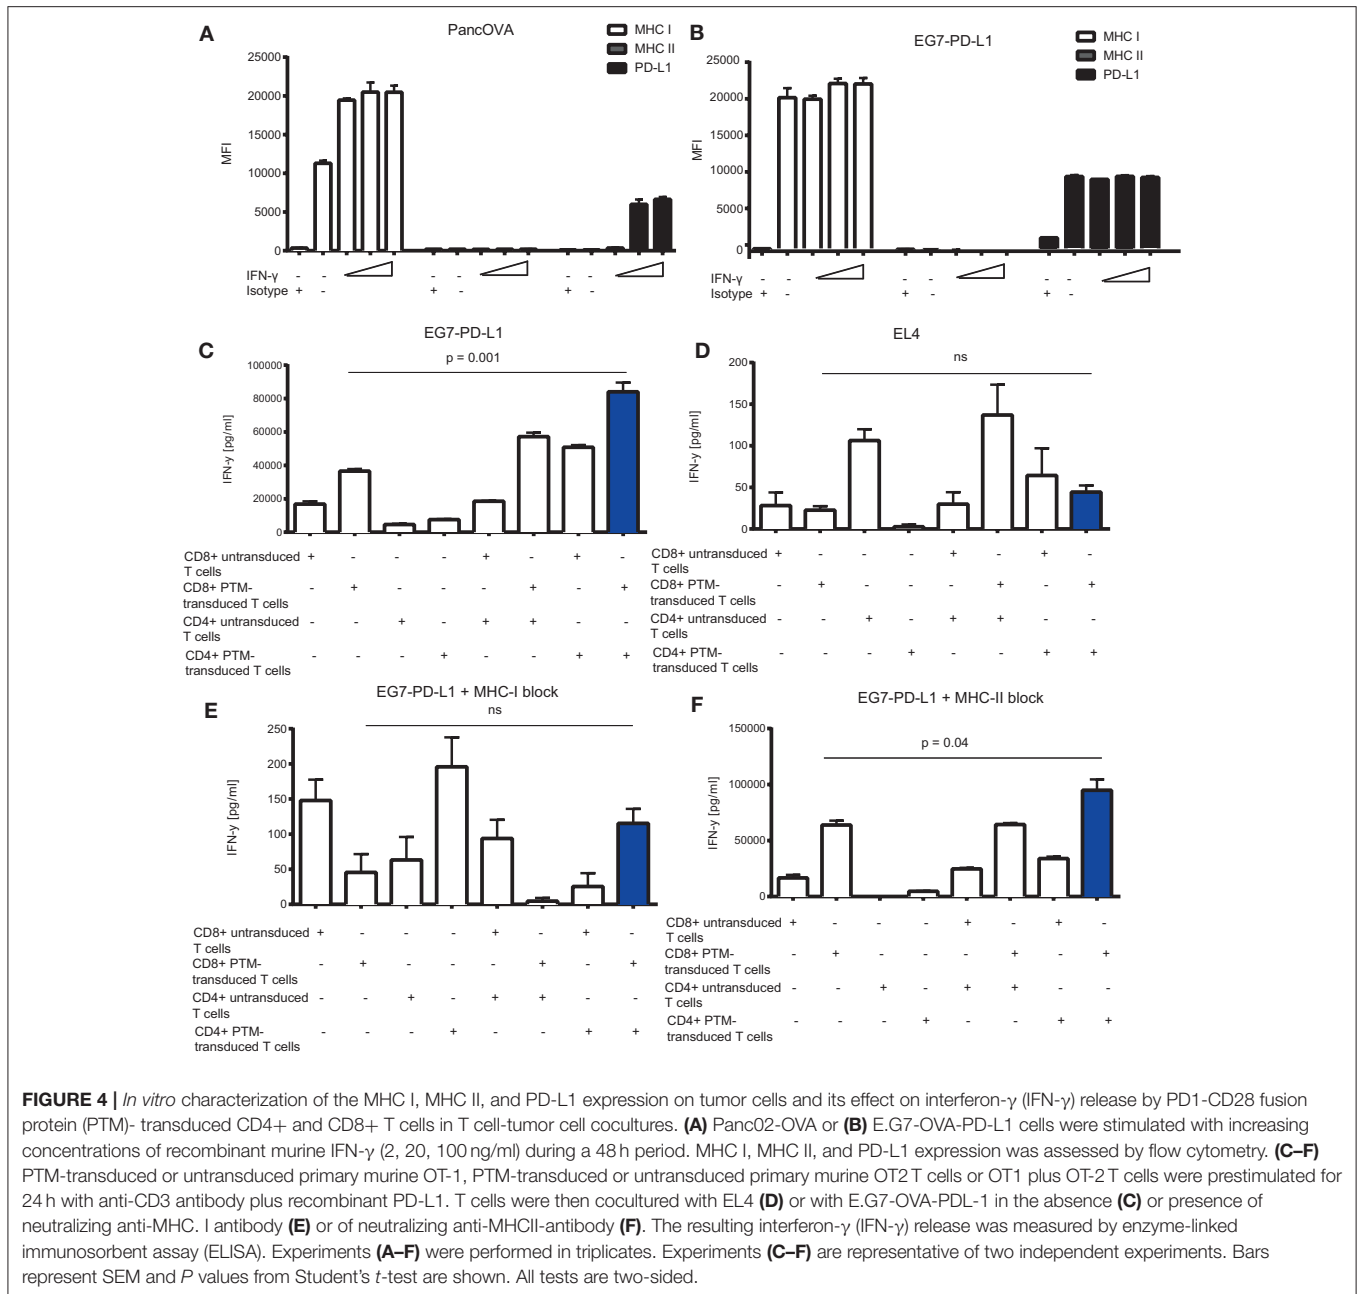 A
PancOVA
MHC I
MHC II
PD-L1
25000
20000
15000
10000
5000
0
MFI
IFN-γ - -
Isotype + - + - + -
B
EG7-PD-L1
MHC I
MHC II
PD-L1
25000
20000
15000
10000
5000
0
MFI
IFN-γ - - - - - -
Isotype + - + - + -
C
EG7-PD-L1
p = 0.001
100000
80000
60000
40000
20000
0
IFN-y [pg/ml]
CD8+ untransduced + - - - + - + -
T cells
CD8+ PTM- - + - - - + - +
transduced T cells
CD4+ untransduced - - + - + + - -
T cells
CD4+ PTM- - - - + - - + +
transduced T cells
D
EL4
ns
200
150
100
50
0
IFN-y [pg/ml]
CD8+ untransduced + - - - + - + -
T cells
CD8+ PTM- - + - - - + - +
transduced T cells
CD4+ untransduced - - + - + + - -
T cells
CD4+ PTM- - - - + - - + +
transduced T cells
E
EG7-PD-L1 + MHC-I block
ns
250
200
150
100
50
0
IFN-y [pg/ml]
CD8+ untransduced + - - - + - + -
T cells
CD8+ PTM- - + - - - + - +
transduced T cells
CD4+ untransduced - - + - + + - -
T cells
CD4+ PTM- - - - + - - + +
transduced T cells
F
EG7-PD-L1 + MHC-II block
p = 0.04
150000
100000
50000
0
IFN-y [pg/ml]
CD8+ untransduced + - - - + - + -
T cells
CD8+ PTM- - + - - - + - +
transduced T cells
CD4+ untransduced - - + - + + - -
T cells
CD4+ PTM- - - - + - - + +
transduced T cells
FIGURE 4 | In vitro characterization of the MHC I, MHC II, and PD-L1 expression on tumor cells and its effect on interferon-γ (IFN-γ) release by PD1-CD28 fusion
protein (PTM)- transduced CD4+ and CD8+ T cells in T cell-tumor cell cocultures. (A) Panc02-OVA or (B) E.G7-OVA-PD-L1 cells were stimulated with increasing
concentrations of recombinant murine IFN-γ (2, 20, 100 ng/ml) during a 48 h period. MHC I, MHC II, and PD-L1 expression was assessed by flow cytometry. (C–F)
PTM-transduced or untransduced primary murine OT-1, PTM-transduced or untransduced primary murine OT2 T cells or OT1 plus OT-2 T cells were prestimulated for
24 h with anti-CD3 antibody plus recombinant PD-L1. T cells were then cocultured with EL4 (D) or with E.G7-OVA-PDL-1 in the absence (C) or presence of
neutralizing anti-MHC. I antibody (E) or of neutralizing anti-MHCII-antibody (F). The resulting interferon-γ (IFN-γ) release was measured by enzyme-linked
immunosorbent assay (ELISA). Experiments (A–F) were performed in triplicates. Experiments (C–F) are representative of two independent experiments. Bars
represent SEM and P values from Student's t-test are shown. All tests are two-sided.